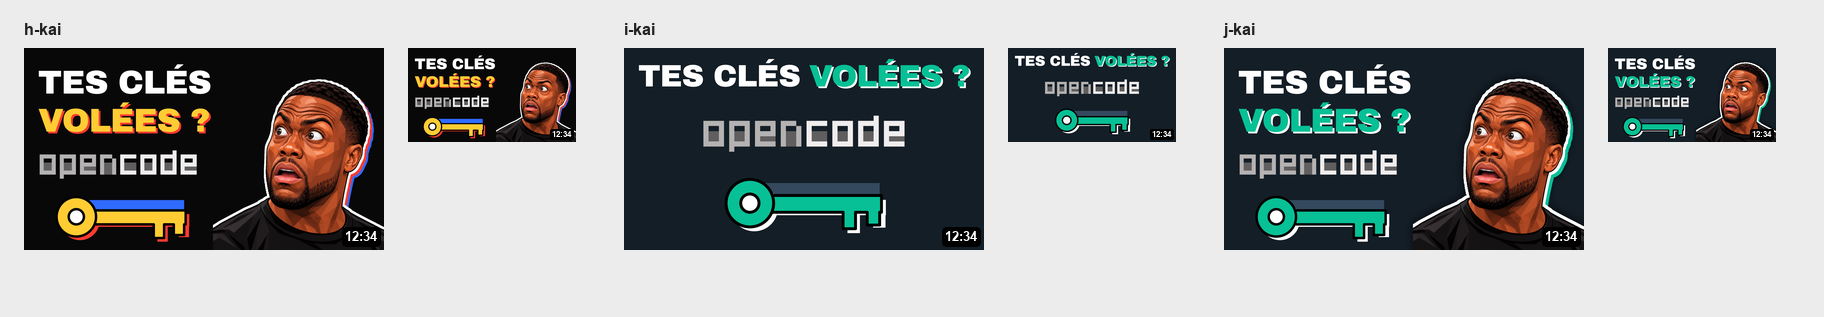 h-kai
TES CLÉS
VOLÉES ?
opencode
12:34
TES CLÉS
VOLÉES ?
opencode
12:34
i-kai
TES CLÉS VOLÉES ?
opencode
12:34
TES CLÉS VOLÉES ?
opencode
12:34
j-kai
TES CLÉS
VOLÉES ?
opencode
12:34
TES CLÉS
VOLÉES ?
opencode
12:34